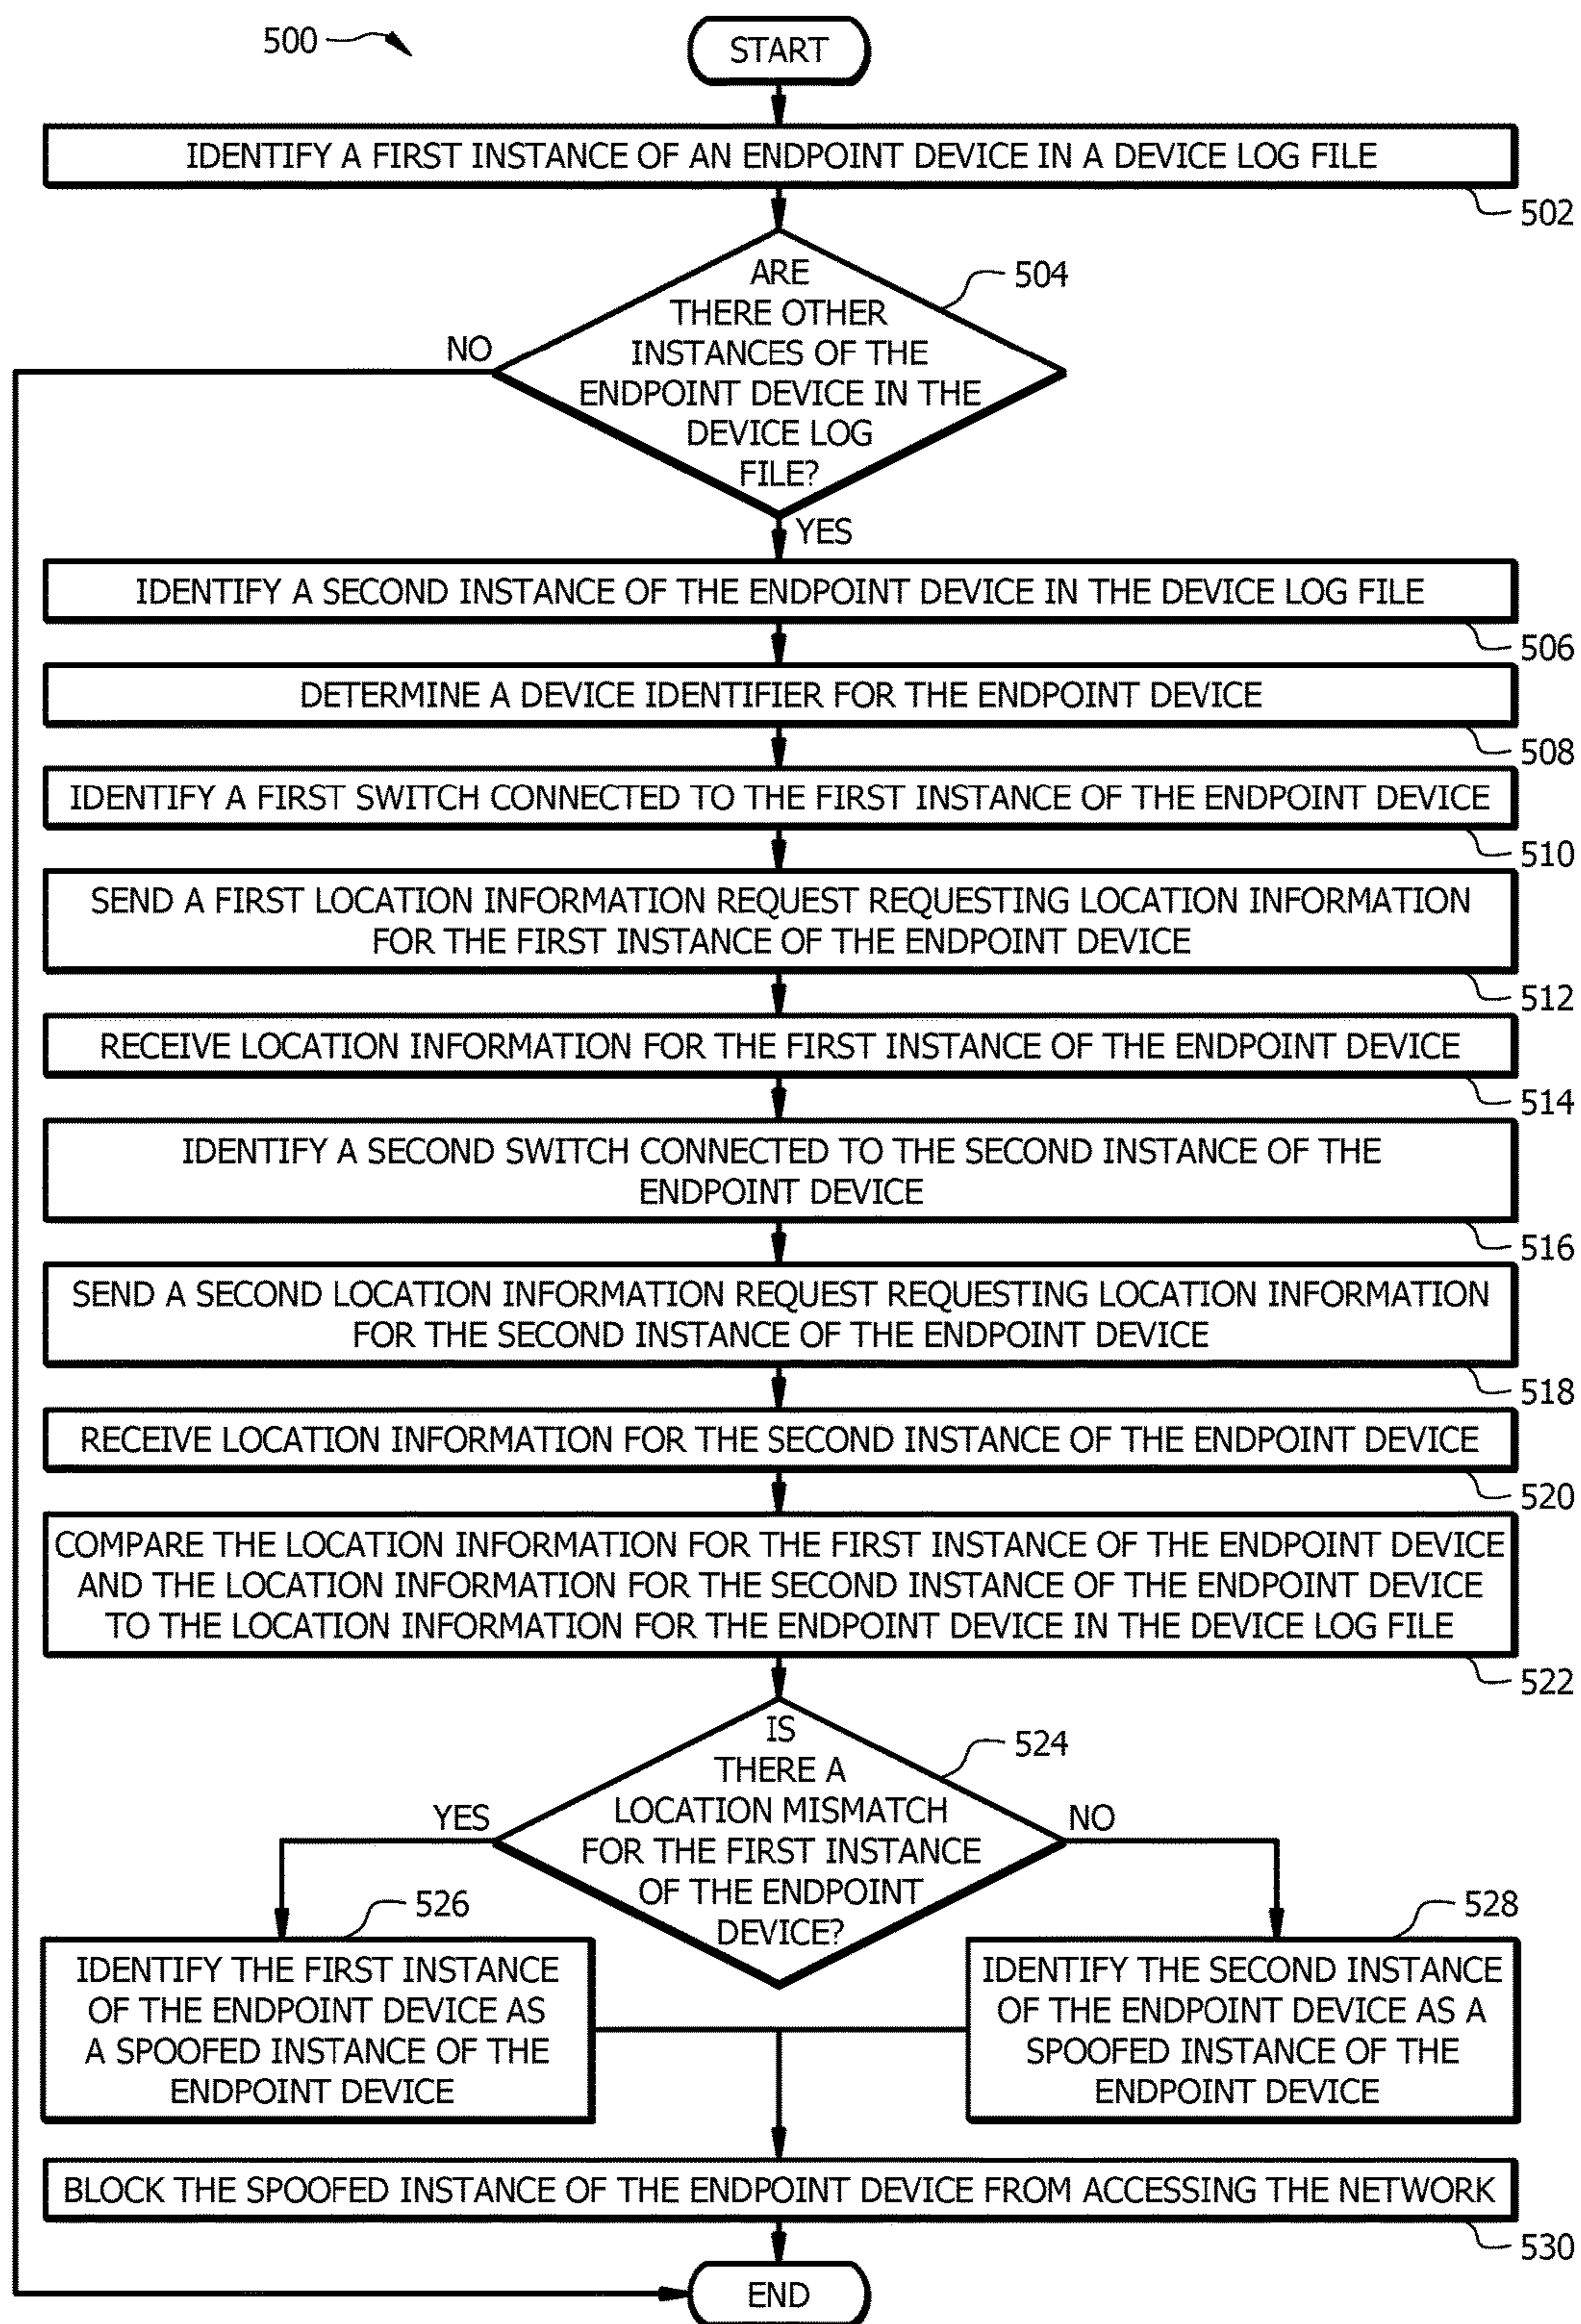 500
START
IDENTIFY A FIRST INSTANCE OF AN ENDPOINT DEVICE IN A DEVICE LOG FILE
502
ARE
THERE OTHER
INSTANCES OF THE
ENDPOINT DEVICE IN THE
DEVICE LOG
FILE?
504
NO
YES
IDENTIFY A SECOND INSTANCE OF THE ENDPOINT DEVICE IN THE DEVICE LOG FILE
506
DETERMINE A DEVICE IDENTIFIER FOR THE ENDPOINT DEVICE
508
IDENTIFY A FIRST SWITCH CONNECTED TO THE FIRST INSTANCE OF THE ENDPOINT DEVICE
510
SEND A FIRST LOCATION INFORMATION REQUEST REQUESTING LOCATION INFORMATION
FOR THE FIRST INSTANCE OF THE ENDPOINT DEVICE
512
RECEIVE LOCATION INFORMATION FOR THE FIRST INSTANCE OF THE ENDPOINT DEVICE
514
IDENTIFY A SECOND SWITCH CONNECTED TO THE SECOND INSTANCE OF THE
ENDPOINT DEVICE
516
SEND A SECOND LOCATION INFORMATION REQUEST REQUESTING LOCATION INFORMATION
FOR THE SECOND INSTANCE OF THE ENDPOINT DEVICE
518
RECEIVE LOCATION INFORMATION FOR THE SECOND INSTANCE OF THE ENDPOINT DEVICE
520
COMPARE THE LOCATION INFORMATION FOR THE FIRST INSTANCE OF THE ENDPOINT DEVICE
AND THE LOCATION INFORMATION FOR THE SECOND INSTANCE OF THE ENDPOINT DEVICE
TO THE LOCATION INFORMATION FOR THE ENDPOINT DEVICE IN THE DEVICE LOG FILE
522
IS
THERE A
LOCATION MISMATCH
FOR THE FIRST INSTANCE
OF THE ENDPOINT
DEVICE?
524
YES
NO
526
IDENTIFY THE FIRST INSTANCE
OF THE ENDPOINT DEVICE AS
A SPOOFED INSTANCE OF THE
ENDPOINT DEVICE
528
IDENTIFY THE SECOND INSTANCE
OF THE ENDPOINT DEVICE AS A
SPOOFED INSTANCE OF THE
ENDPOINT DEVICE
BLOCK THE SPOOFED INSTANCE OF THE ENDPOINT DEVICE FROM ACCESSING THE NETWORK
530
END